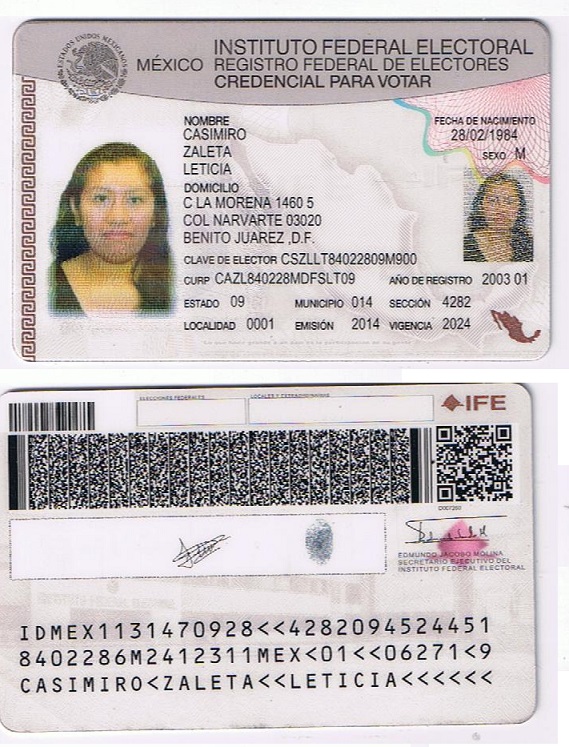 ESTADOS UNIDOS MEXICANOS
MÉXICO
INSTITUTO FEDERAL ELECTORAL
REGISTRO FEDERAL DE ELECTORES
CREDENCIAL PARA VOTAR
NOMBRE
CASIMIRO
ZALETA
LETICIA
FECHA DE NACIMIENTO
28/02/1984
SEXO M
DOMICILIO
C LA MORENA 1460 5
COL NARVARTE 03020
BENITO JUAREZ ,D.F.
CLAVE DE ELECTOR CSZLLT84022809M900
CURP CAZL840228MDFSLT09 AÑO DE REGISTRO 2003 01
ESTADO 09 MUNICIPIO 014 SECCIÓN 4282
LOCALIDAD 0001 EMISIÓN 2014 VIGENCIA 2024
ELECCIONES FEDERALES
LOCALES Y EXTRAORDINARIAS
IFE
EDMUNDO JACOBO MOLINA
SECRETARIO EJECUTIVO DEL
INSTITUTO FEDERAL ELECTORAL
IDMEX1131470928<<4282094524451
8402286M2412311MEX<01<<06271<9
CASIMIRO<ZALETA<<LETICIA<<<<<<